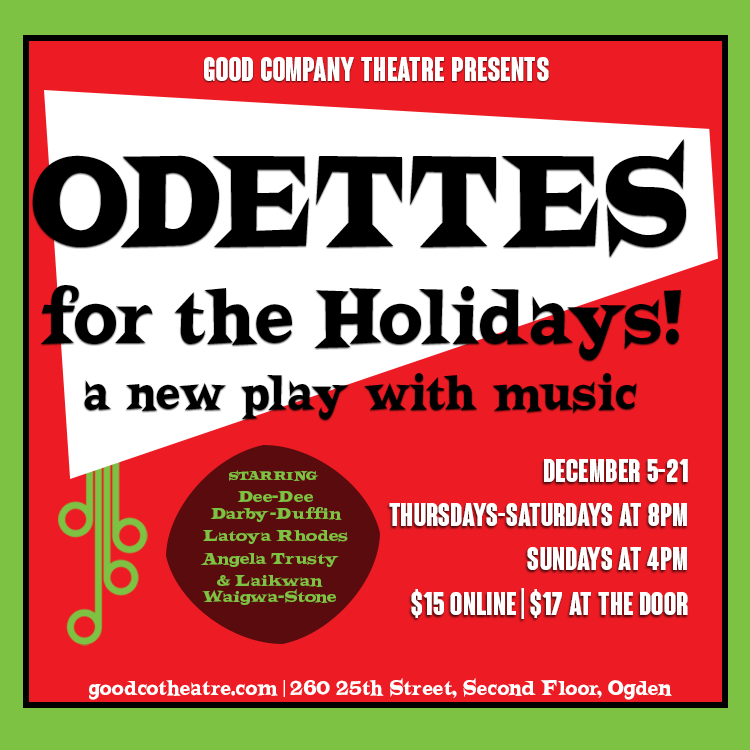 GOOD COMPANY THEATRE PRESENTS
ODETTES
for the Holidays!
a new play with music
STARRING
Dee-Dee
Darby-Duffin
Latoya Rhodes
Angela Trusty
& Laikwan
Waigwa-Stone
DECEMBER 5-21
THURSDAYS-SATURDAYS AT 8PM
SUNDAYS AT 4PM
$15 ONLINE | $17 AT THE DOOR
goodcotheatre.com | 260 25th Street, Second Floor, Ogden